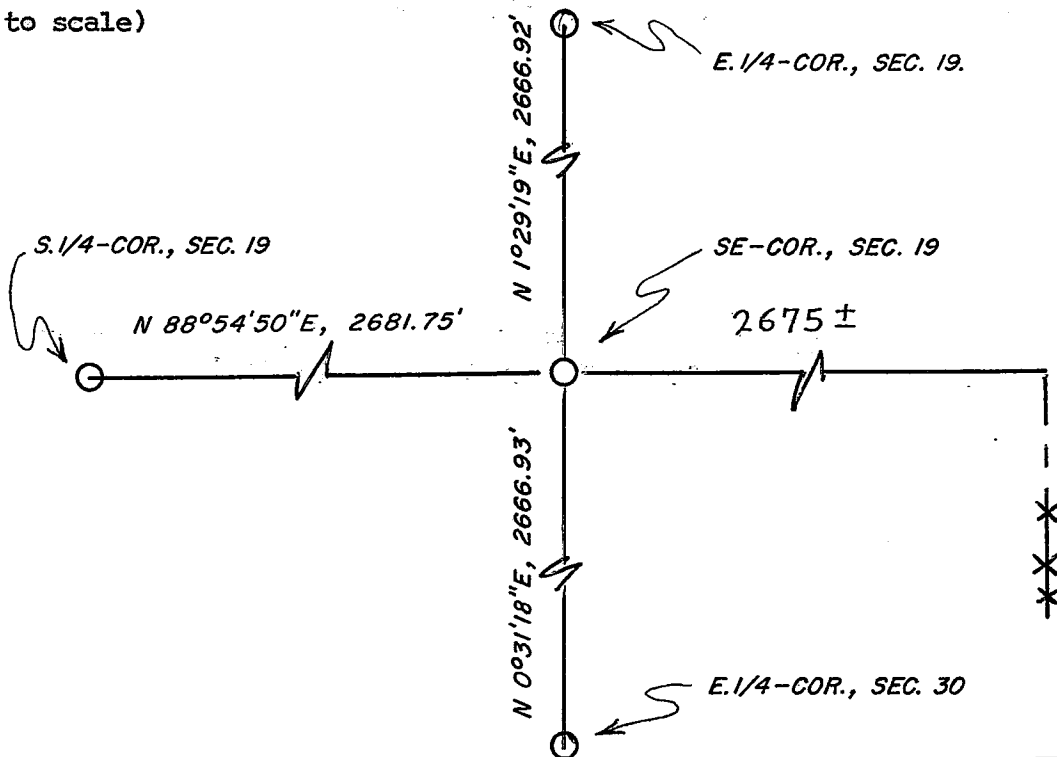 to scale)
E.1/4-COR., SEC. 19.
N 1°29'19"E, 2666.92'
S.1/4-COR., SEC. 19
SE-COR., SEC. 19
N 88°54'50"E, 2681.75'
2675 ±
N 0°31'18"E, 2666.93'
E.1/4-COR., SEC. 30